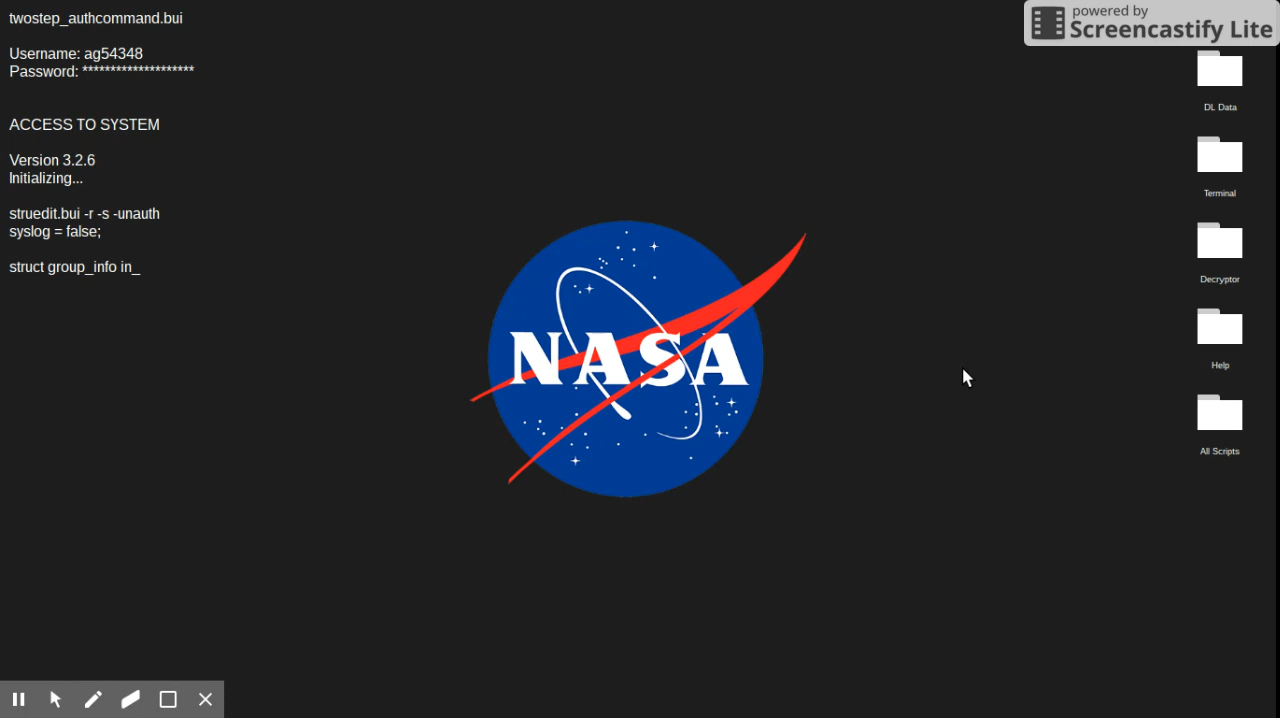 twostep_authcommand.bui
Username: ag54348
Password: ********************
ACCESS TO SYSTEM
Version 3.2.6
Initializing...
struedit.bui -r -s -unauth
syslog = false;
struct group_info in_
NASA
powered by
Screencastify Lite
DL Data
Terminal
Decryptor
Help
All Scripts